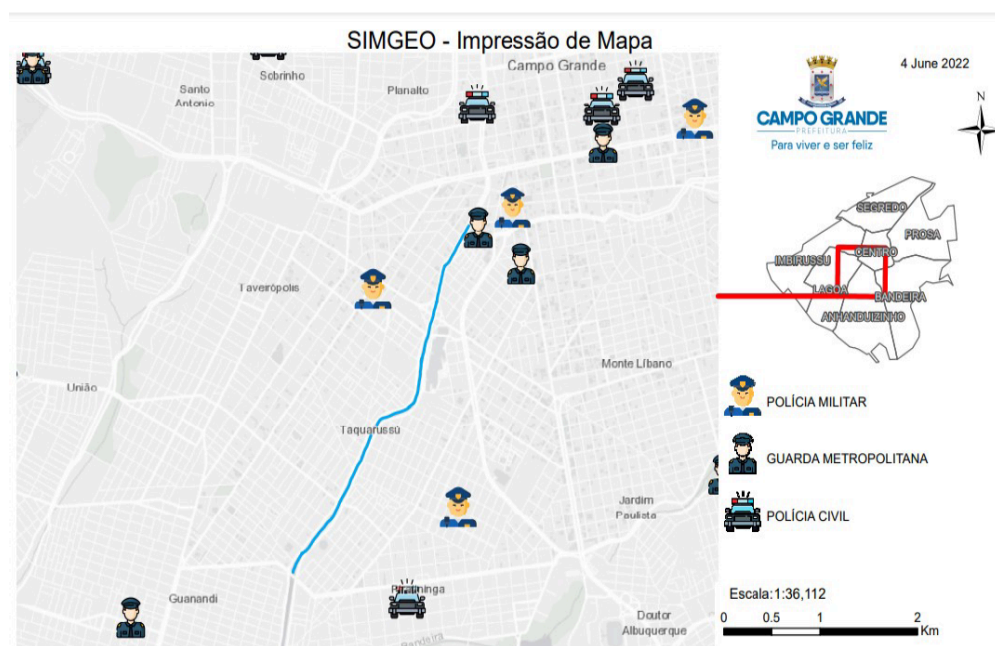 SIMGEO - Impressão de Mapa
4 June 2022
Campo Grande
Sobrinho
Santo
Antonio
Planalto
N
CAMPO GRANDE
PREFEITURA
Para viver e ser feliz
SEGREDO
PROSA
CENTRO
IMBIRUSSU
LAGOA
BANDEIRA
ANHANDUIZINHO
Taveirópolis
Monte Líbano
União
Taquarussú
Jardim
Paulista
Guanandi
Doutor
Albuquerque
Bandeira
POLÍCIA MILITAR
GUARDA METROPOLITANA
POLÍCIA CIVIL
Escala:1:36,112
0 0.5 1 2
Km